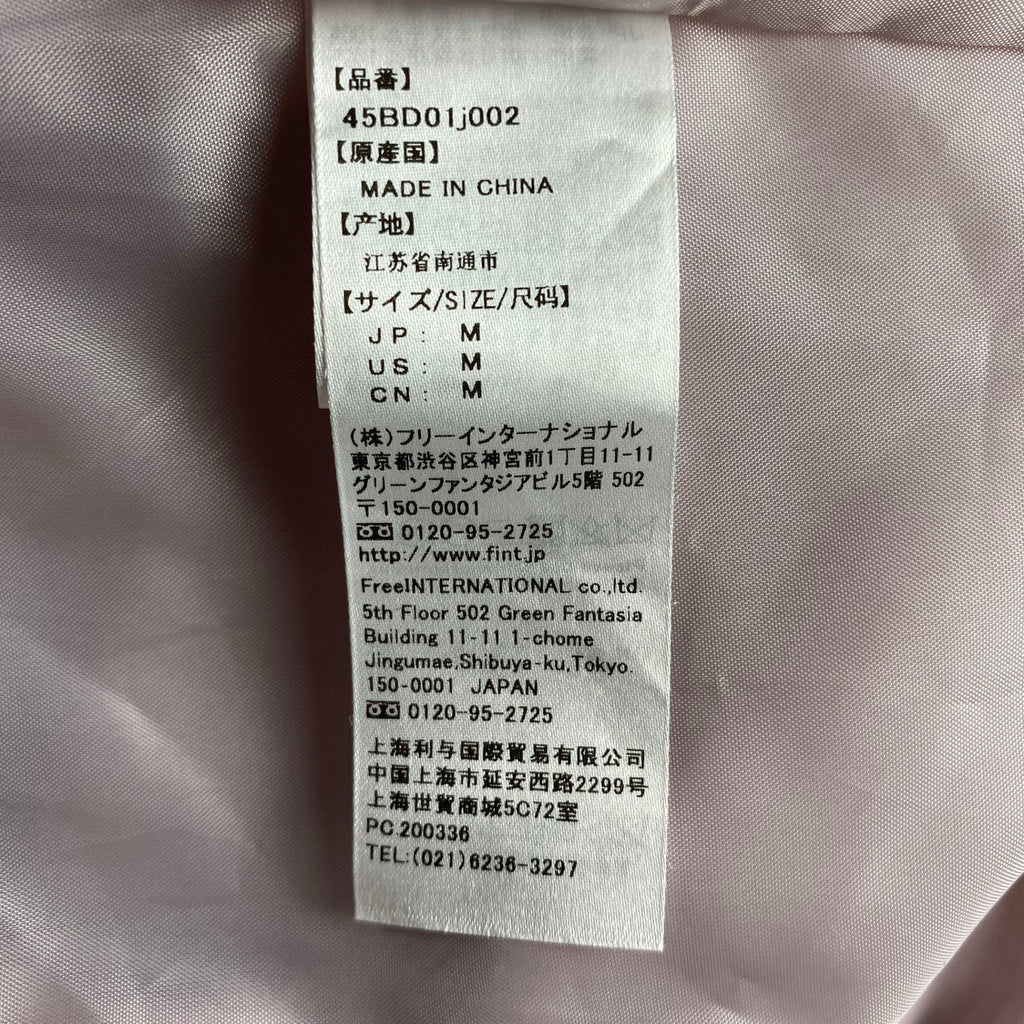 【品番】
45BD01j002
【原産国】
MADE IN CHINA
【产地】
江苏省南通市
【サイズ/SIZE/尺码】
JP: M
US: M
CN: M
(株)フリーインターナショナル
東京都渋谷区神宮前1丁目11-11
グリーンファンタジアビル5階 502
〒150-0001
0120-95-2725
http://www.fint.jp
FreeINTERNATIONAL co.,ltd.
5th Floor 502 Green Fantasia
Building 11-11 1-chome
Jingumae,Shibuya-ku,Tokyo.
150-0001 JAPAN
0120-95-2725
上海利与国際貿易有限公司
中国上海市延安西路2299号
上海世貿商城5C72室
PC.200336
TEL:(021)6236-3297